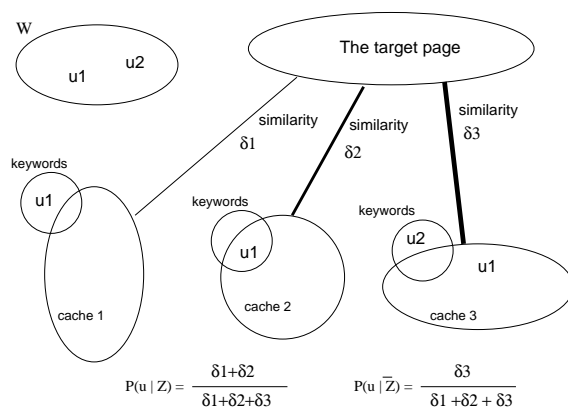 W
u1 u2
The target page
similarity
δ1
similarity
δ2
similarity
δ3
keywords
u1
cache 1
keywords
u1
cache 2
keywords
u2
u1
cache 3
P(u | Z) = δ1+δ2 / δ1+δ2+δ3
P(u | Z̅) = δ3 / δ1 +δ2 + δ3